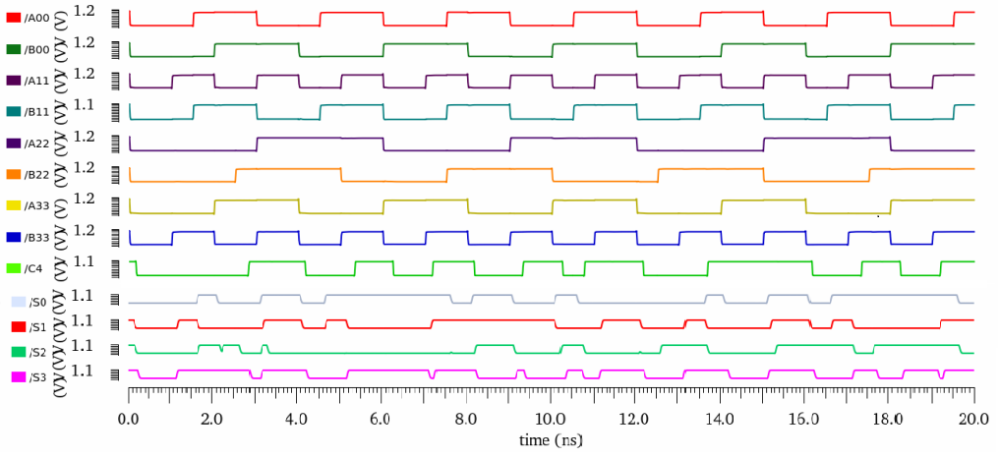 /A00 (V) 1.2
/B00 (V) 1.2
/A11 (V) 1.2
/B11 (V) 1.1
/A22 (V) 1.2
/B22 (V) 1.2
/A33 (V) 1.2
/B33 (V) 1.2
/C4 (V) 1.1
/S0 (V) 1.1
/S1 (V) 1.1
/S2 (V) 1.1
/S3 (V) 1.1
0.0 2.0 4.0 6.0 8.0 10.0 12.0 14.0 16.0 18.0 20.0
time (ns)